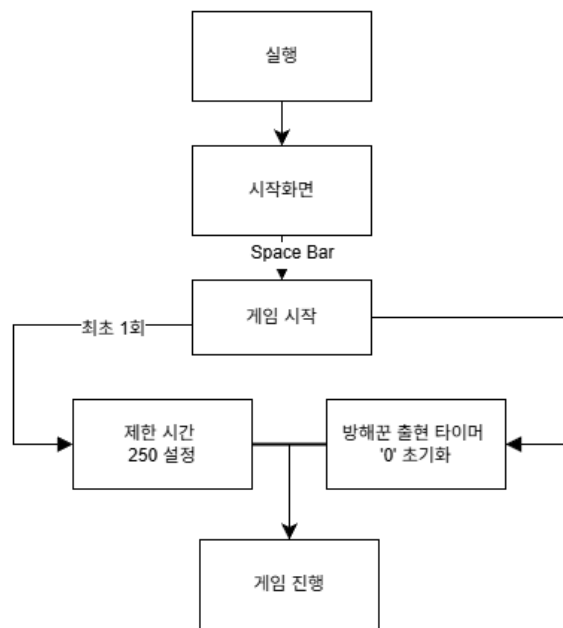 실행
시작화면
Space Bar
게임 시작
최초 1회
제한 시간
250 설정
방해꾼 출현 타이머
'0' 초기화
게임 진행